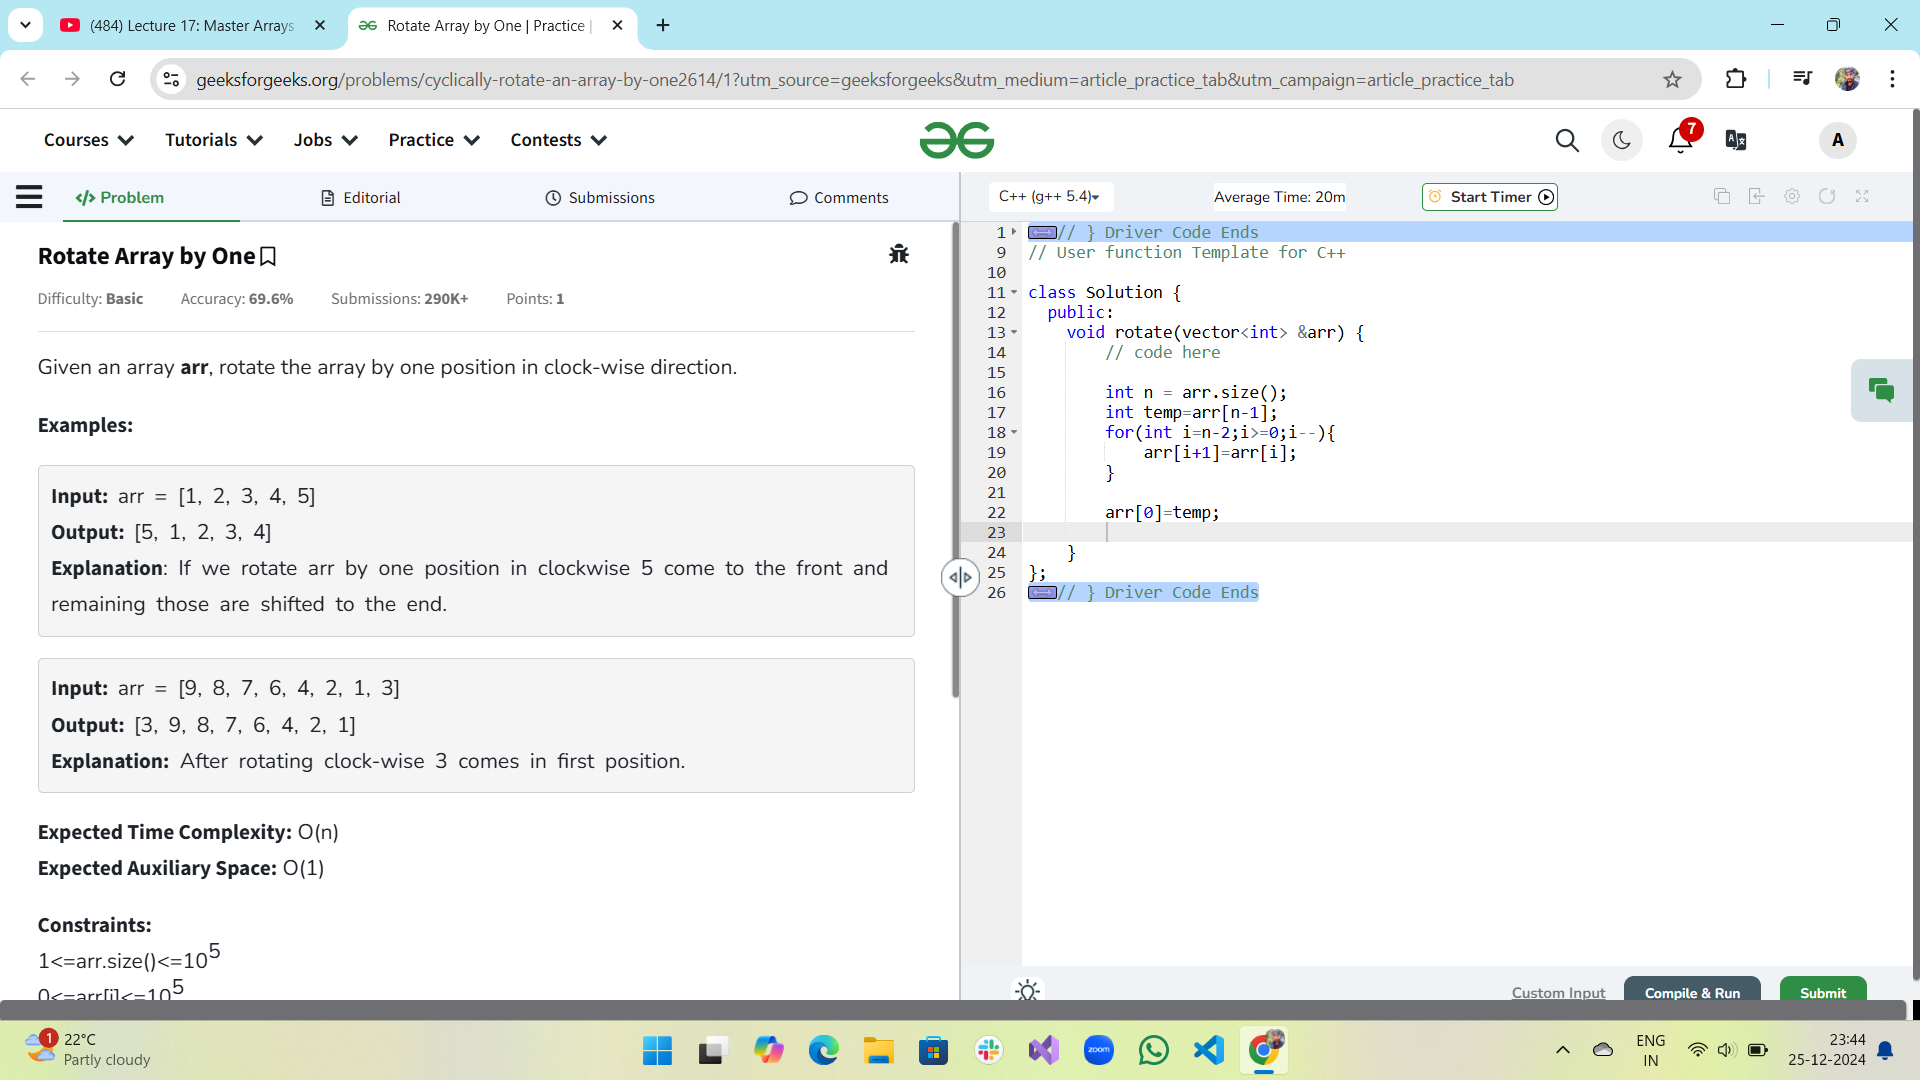 (484) Lecture 17: Master Arrays
Rotate Array by One | Practice |
geeksforgeeks.org/problems/cyclically-rotate-an-array-by-one2614/1?utm_source=geeksforgeeks&utm_medium=article_practice_tab&utm_campaign=article_practice_tab
Courses Tutorials Jobs Practice Contests
7
A
Problem Editorial Submissions Comments
Rotate Array by One
Difficulty: Basic Accuracy: 69.6% Submissions: 290K+ Points: 1
Given an array arr, rotate the array by one position in clock-wise direction.
Examples:
Input: arr = [1, 2, 3, 4, 5]
Output: [5, 1, 2, 3, 4]
Explanation: If we rotate arr by one position in clockwise 5 come to the front and
remaining those are shifted to the end.
Input: arr = [9, 8, 7, 6, 4, 2, 1, 3]
Output: [3, 9, 8, 7, 6, 4, 2, 1]
Explanation: After rotating clock-wise 3 comes in first position.
Expected Time Complexity: O(n)
Expected Auxiliary Space: O(1)
Constraints:
1<=arr.size()<=10^5
0<=arr[i]<=10^5
C++ (g++ 5.4) Average Time: 20m Start Timer
1 // } Driver Code Ends
9 // User function Template for C++
10
11 class Solution {
12 public:
13 void rotate(vector<int> &arr) {
14 // code here
15
16 int n = arr.size();
17 int temp=arr[n-1];
18 for(int i=n-2;i>=0;i--){
19 arr[i+1]=arr[i];
20 }
21
22 arr[0]=temp;
23
24 }
25 };
26 // } Driver Code Ends
Custom Input Compile & Run Submit
1
22°C
Partly cloudy
zoom
ENG
IN
23:44
25-12-2024